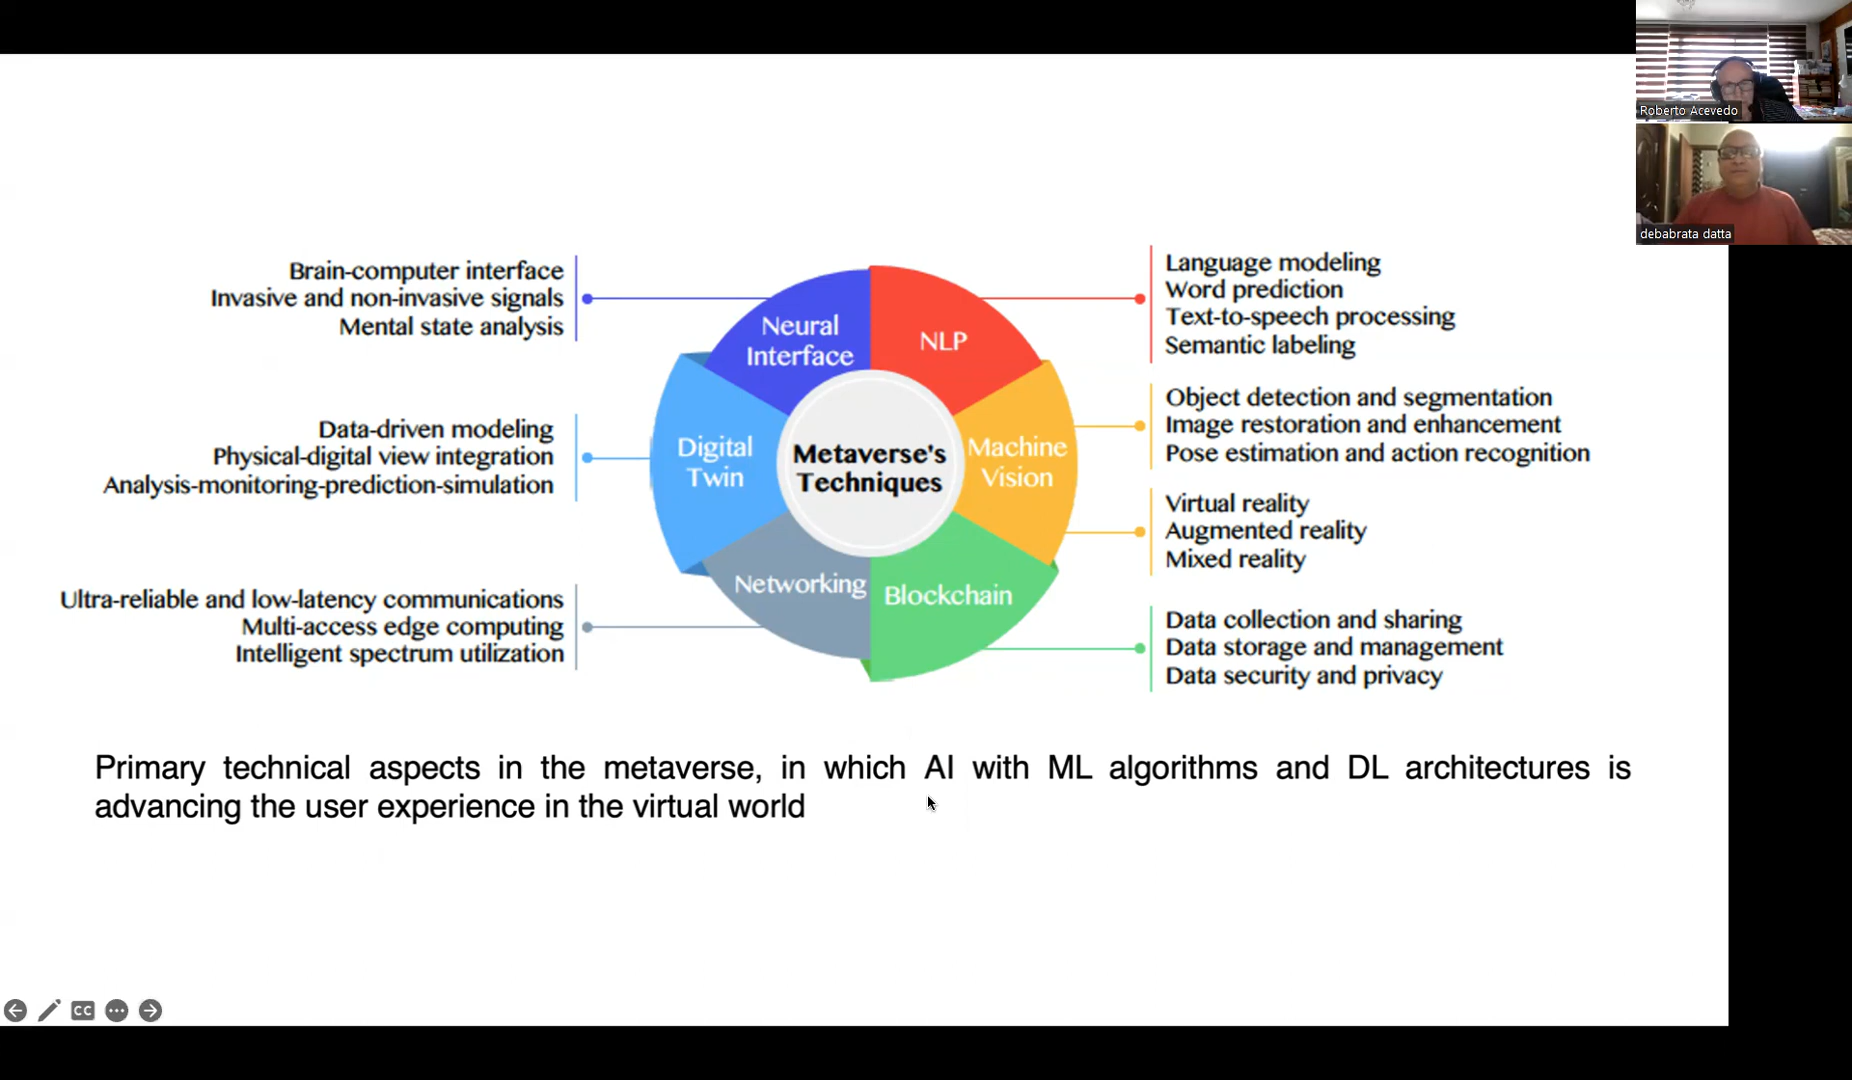 Roberto Acevedo
debabrata datta
Brain-computer interface
Invasive and non-invasive signals
Mental state analysis
Data-driven modeling
Physical-digital view integration
Analysis-monitoring-prediction-simulation
Ultra-reliable and low-latency communications
Multi-access edge computing
Intelligent spectrum utilization
Neural
Interface
NLP
Digital
Twin
Metaverse's
Techniques
Machine
Vision
Networking
Blockchain
Language modeling
Word prediction
Text-to-speech processing
Semantic labeling
Object detection and segmentation
Image restoration and enhancement
Pose estimation and action recognition
Virtual reality
Augmented reality
Mixed reality
Data collection and sharing
Data storage and management
Data security and privacy
Primary technical aspects in the metaverse, in which AI with ML algorithms and DL architectures is
advancing the user experience in the virtual world
CC